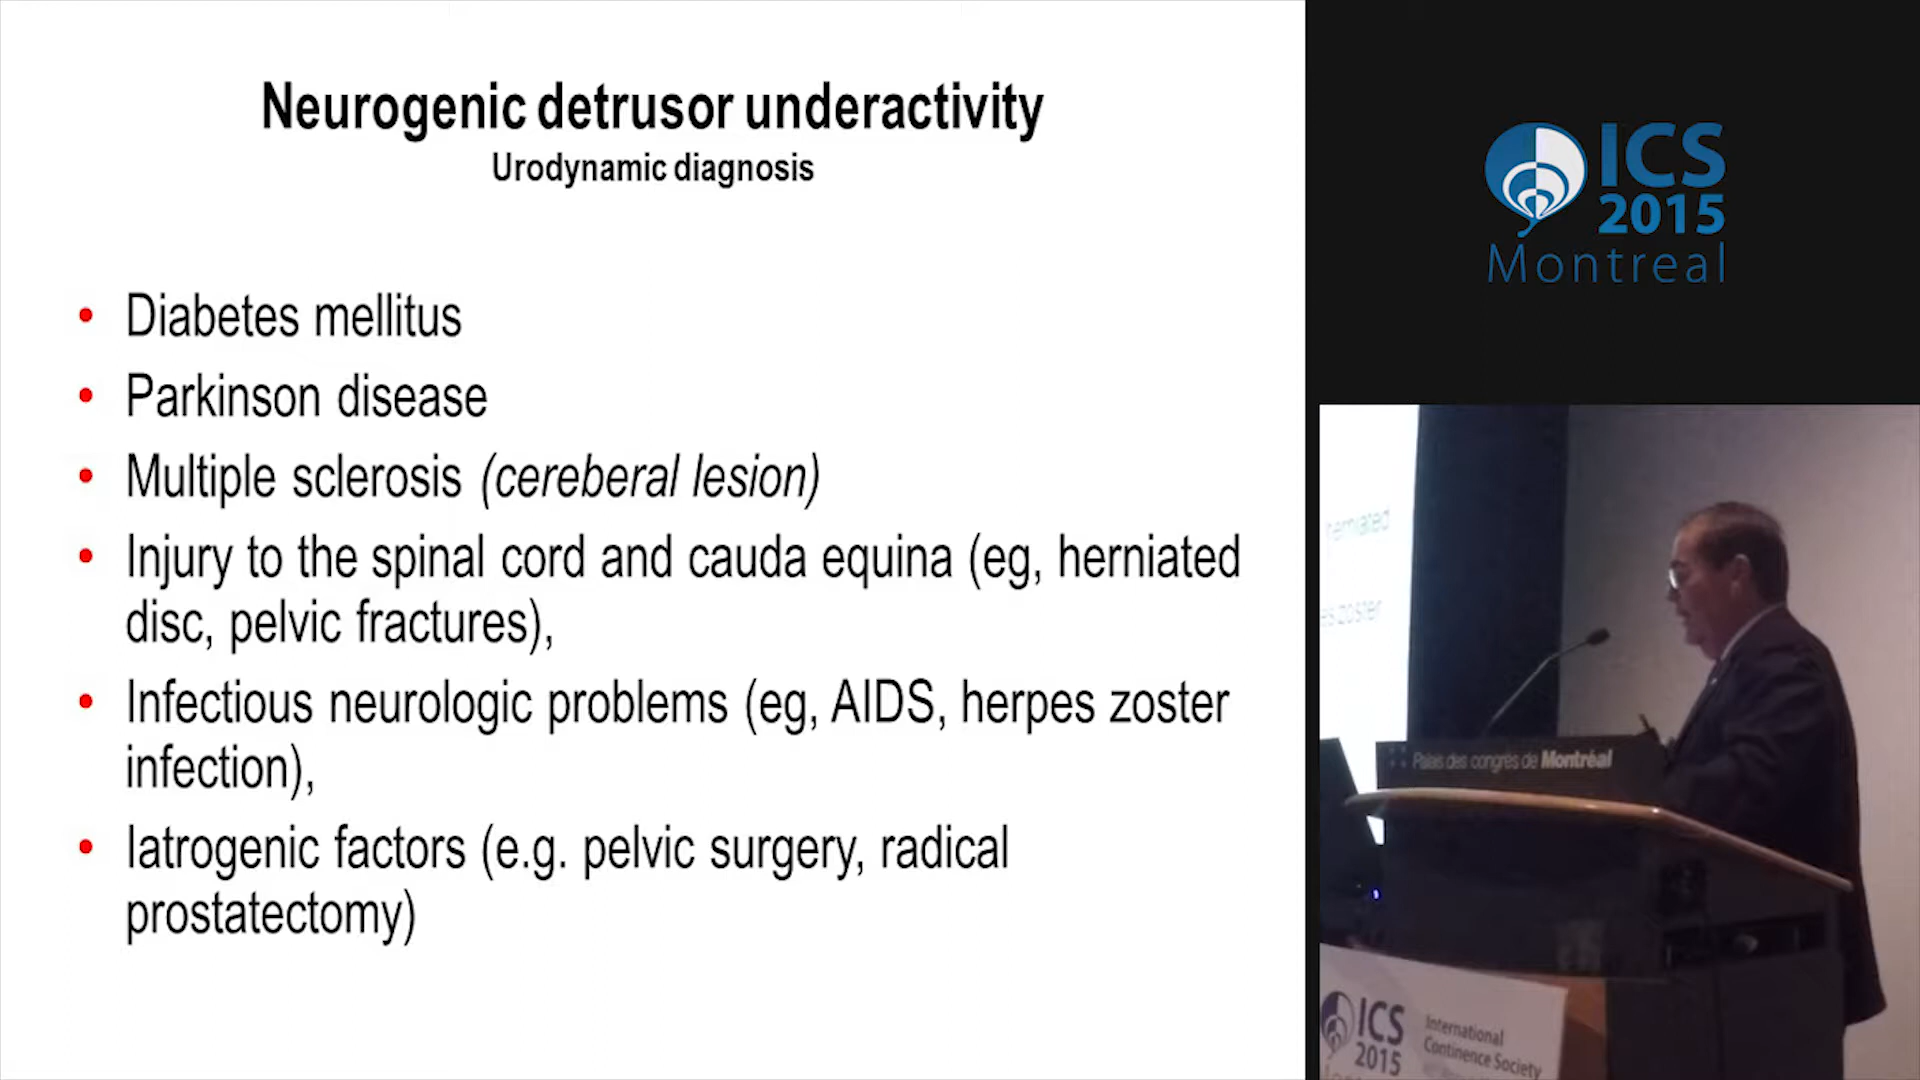 Neurogenic detrusor underactivity
Urodynamic diagnosis
• Diabetes mellitus
• Parkinson disease
• Multiple sclerosis (cereberal lesion)
• Injury to the spinal cord and cauda equina (eg, herniated
disc, pelvic fractures),
• Infectious neurologic problems (eg, AIDS, herpes zoster
infection),
• Iatrogenic factors (e.g. pelvic surgery, radical
prostatectomy)
ICS
2015
Montreal
herniated
zoster
Palais des congrès de Montréal
ICS
2015
International
Continence Society